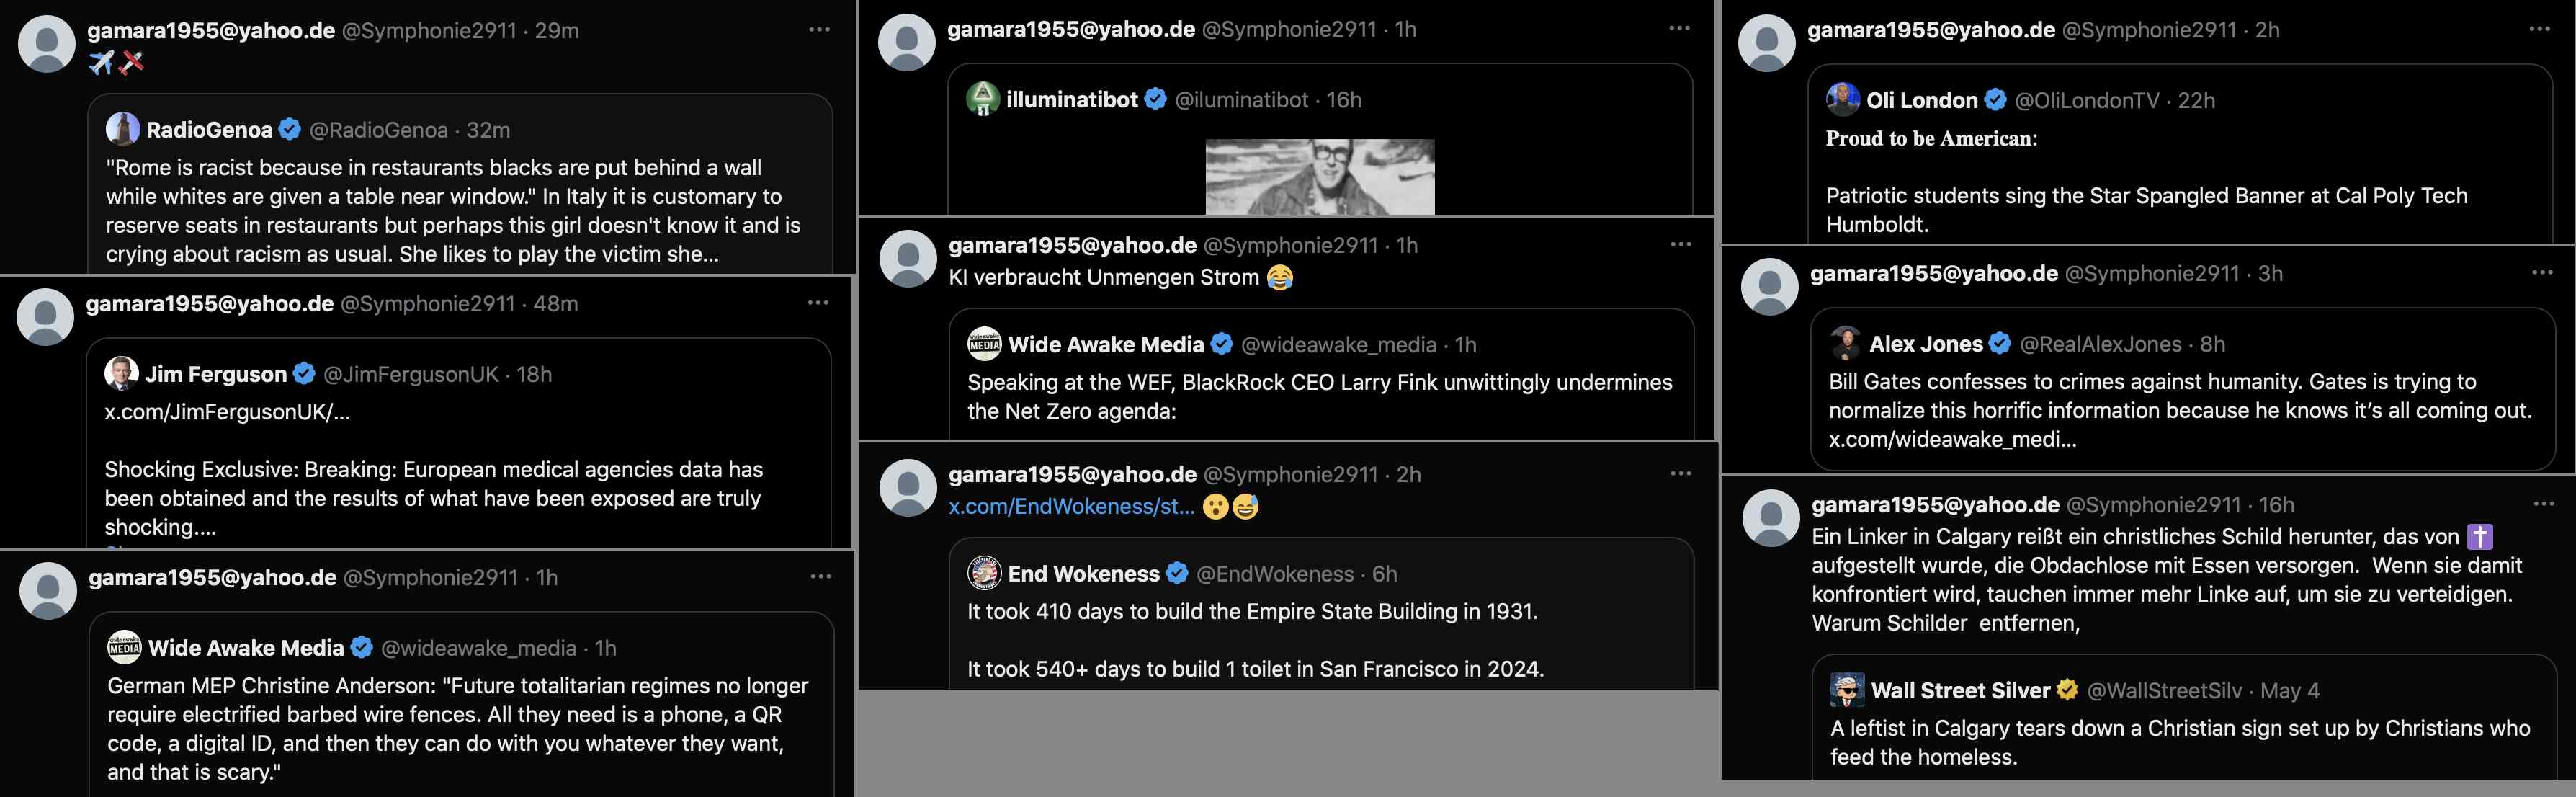 gamara1955@yahoo.de @Symphonie2911 · 29m
✈️🛩️
RadioGenoa @RadioGenoa · 32m
"Rome is racist because in restaurants blacks are put behind a wall
while whites are given a table near window." In Italy it is customary to
reserve seats in restaurants but perhaps this girl doesn't know it and is
crying about racism as usual. She likes to play the victim she...
gamara1955@yahoo.de @Symphonie2911 · 48m
Jim Ferguson @JimFergusonUK · 18h
x.com/JimFergusonUK/...
Shocking Exclusive: Breaking: European medical agencies data has
been obtained and the results of what have been exposed are truly
shocking....
gamara1955@yahoo.de @Symphonie2911 · 1h
wide awake
MEDIA
Wide Awake Media @wideawake_media · 1h
German MEP Christine Anderson: "Future totalitarian regimes no longer
require electrified barbed wire fences. All they need is a phone, a QR
code, a digital ID, and then they can do with you whatever they want,
and that is scary."
gamara1955@yahoo.de @Symphonie2911 · 1h
illuminatibot @iluminatibot · 16h
gamara1955@yahoo.de @Symphonie2911 · 1h
KI verbraucht Unmengen Strom 😂
wide awake
MEDIA
Wide Awake Media @wideawake_media · 1h
Speaking at the WEF, BlackRock CEO Larry Fink unwittingly undermines
the Net Zero agenda:
gamara1955@yahoo.de @Symphonie2911 · 2h
x.com/EndWokeness/st... 😮😅
End Wokeness @EndWokeness · 6h
It took 410 days to build the Empire State Building in 1931.
It took 540+ days to build 1 toilet in San Francisco in 2024.
gamara1955@yahoo.de @Symphonie2911 · 2h
Oli London @OliLondonTV · 22h
𝐏𝐫𝐨𝐮𝐝 𝐭𝐨 𝐛𝐞 𝐀𝐦𝐞𝐫𝐢𝐜𝐚𝐧:
Patriotic students sing the Star Spangled Banner at Cal Poly Tech
Humboldt.
gamara1955@yahoo.de @Symphonie2911 · 3h
Alex Jones @RealAlexJones · 8h
Bill Gates confesses to crimes against humanity. Gates is trying to
normalize this horrific information because he knows it's all coming out.
x.com/wideawake_medi...
gamara1955@yahoo.de @Symphonie2911 · 16h
Ein Linker in Calgary reißt ein christliches Schild herunter, das von ✝️
aufgestellt wurde, die Obdachlose mit Essen versorgen.  Wenn sie damit
konfrontiert wird, tauchen immer mehr Linke auf, um sie zu verteidigen.
Warum Schilder  entfernen,
Wall Street Silver @WallStreetSilv · May 4
A leftist in Calgary tears down a Christian sign set up by Christians who
feed the homeless.